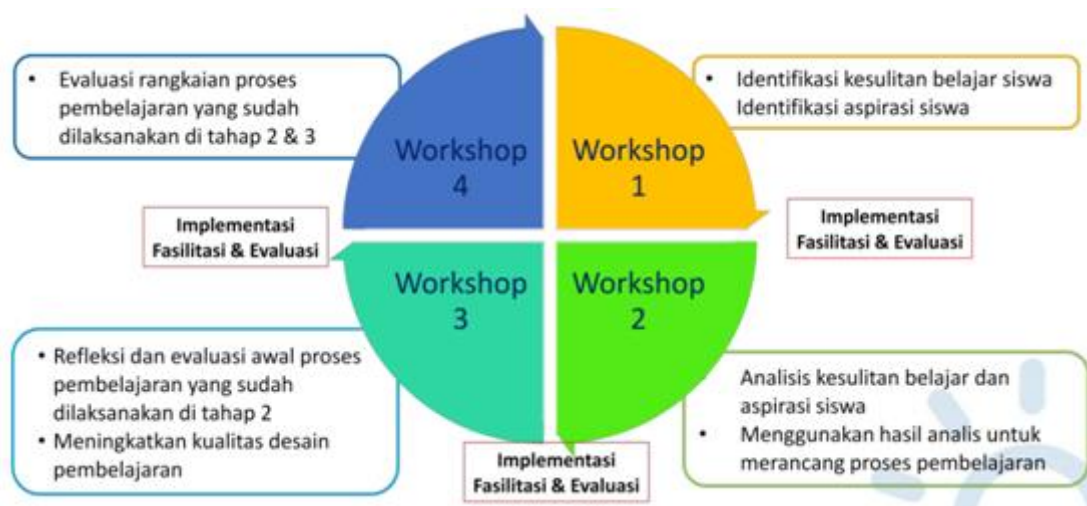 • Evaluasi rangkaian proses
pembelajaran yang sudah
dilaksanakan di tahap 2 & 3
Workshop
4
Workshop
1
• Identifikasi kesulitan belajar siswa
Identifikasi aspirasi siswa
Implementasi
Fasilitasi & Evaluasi
Implementasi
Fasilitasi & Evaluasi
Workshop
3
Workshop
2
• Refleksi dan evaluasi awal proses
pembelajaran yang sudah
dilaksanakan di tahap 2
• Meningkatkan kualitas desain
pembelajaran
Analisis kesulitan belajar dan
aspirasi siswa
• Menggunakan hasil analis untuk
merancang proses pembelajaran
Implementasi
Fasilitasi & Evaluasi